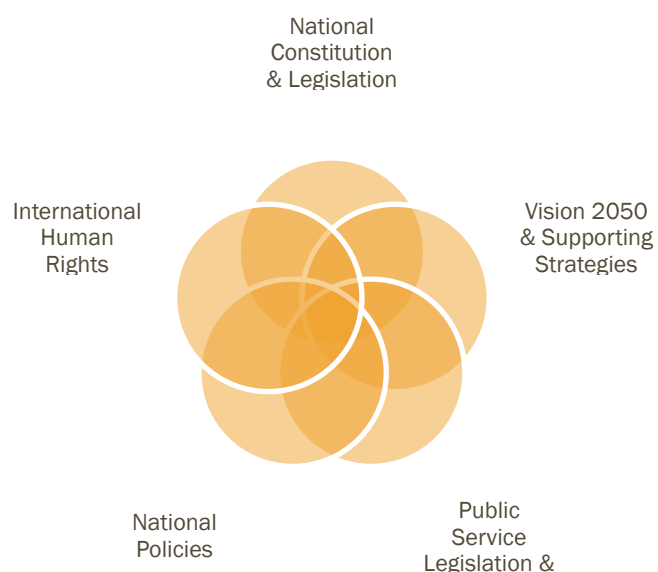 National
Constitution
& Legislation
International
Human
Rights
Vision 2050
& Supporting
Strategies
National
Policies
Public
Service
Legislation &